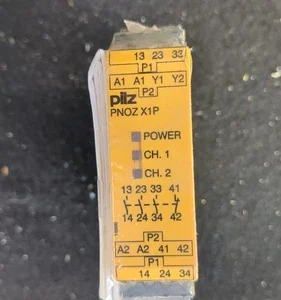 13 23 33
P1
A1 A1 Y1 Y2
P2
pilz
PNOZ X1P
POWER
CH. 1
CH. 2
13 23 33 41
14 24 34 42
P2
A2 A2 41 42
P1
14 24 34